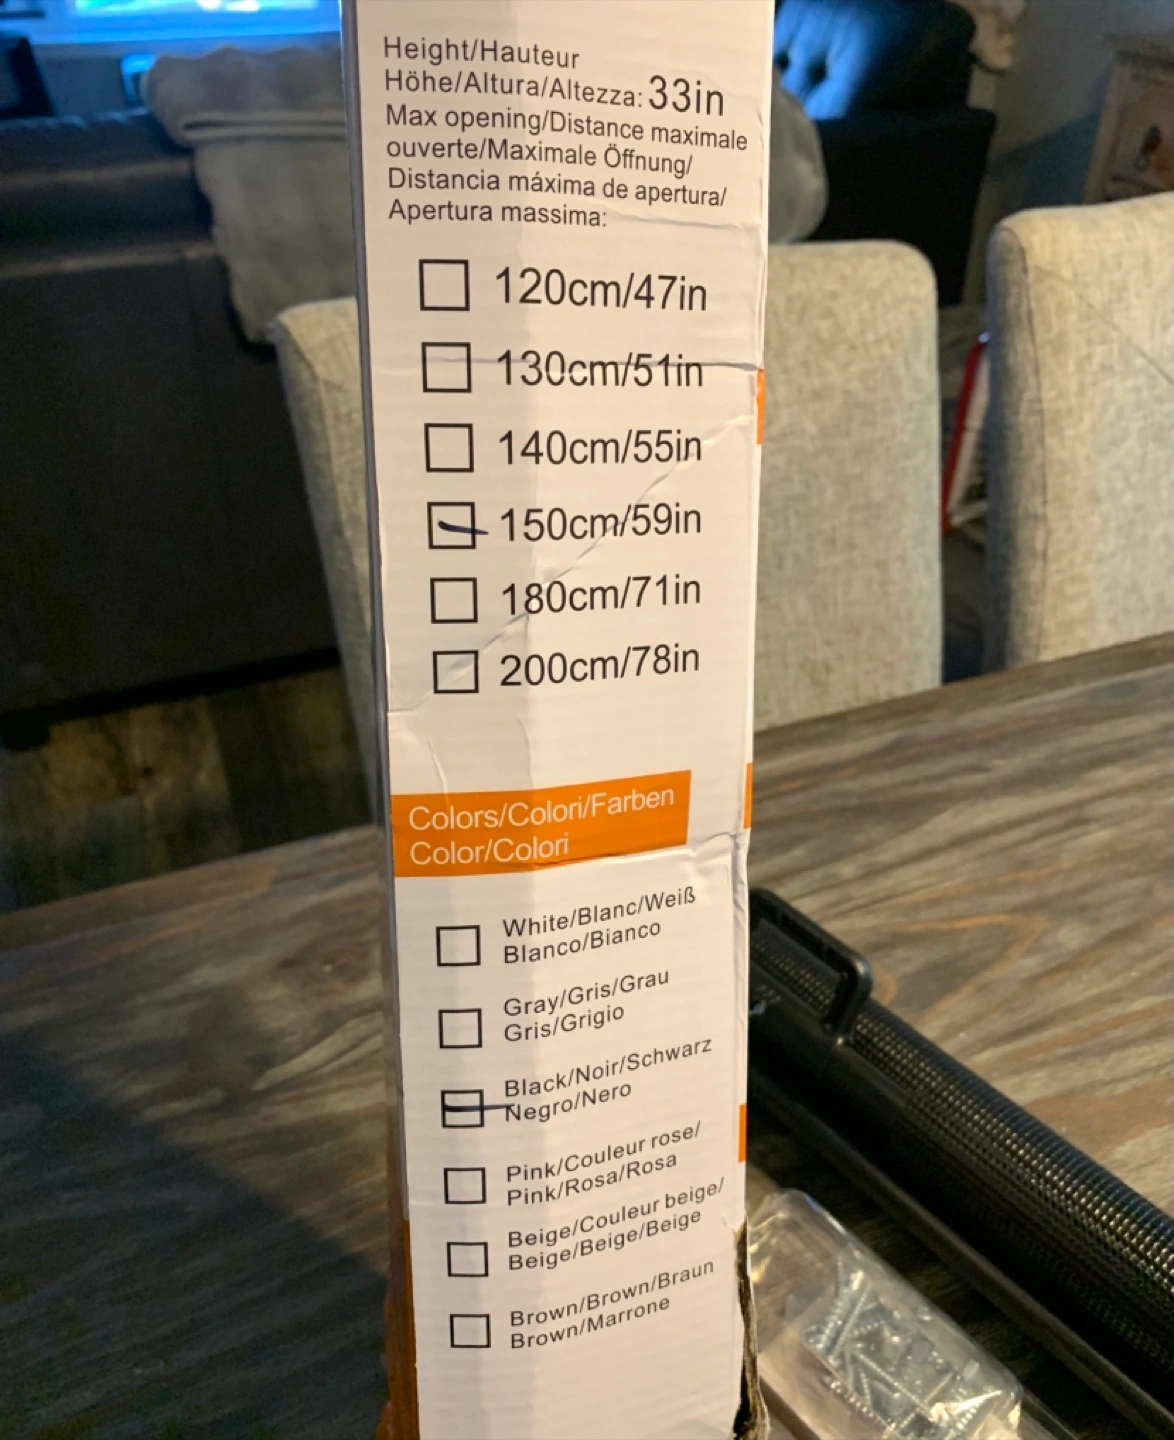 Height/Hauteur
Höhe/Altura/Altezza: 33in
Max opening/Distance maximale
ouverte/Maximale Öffnung/
Distancia máxima de apertura/
Apertura massima:
120cm/47in
130cm/51in
140cm/55in
150cm/59in
180cm/71in
200cm/78in
Colors/Colori/Farben
Color/Colori
White/Blanc/Weiß
Blanco/Bianco
Gray/Gris/Grau
Gris/Grigio
Black/Noir/Schwarz
Negro/Nero
Pink/Couleur rose/
Pink/Rosa/Rosa
Beige/Couleur beige/
Beige/Beige/Beige
Brown/Brown/Braun
Brown/Marrone